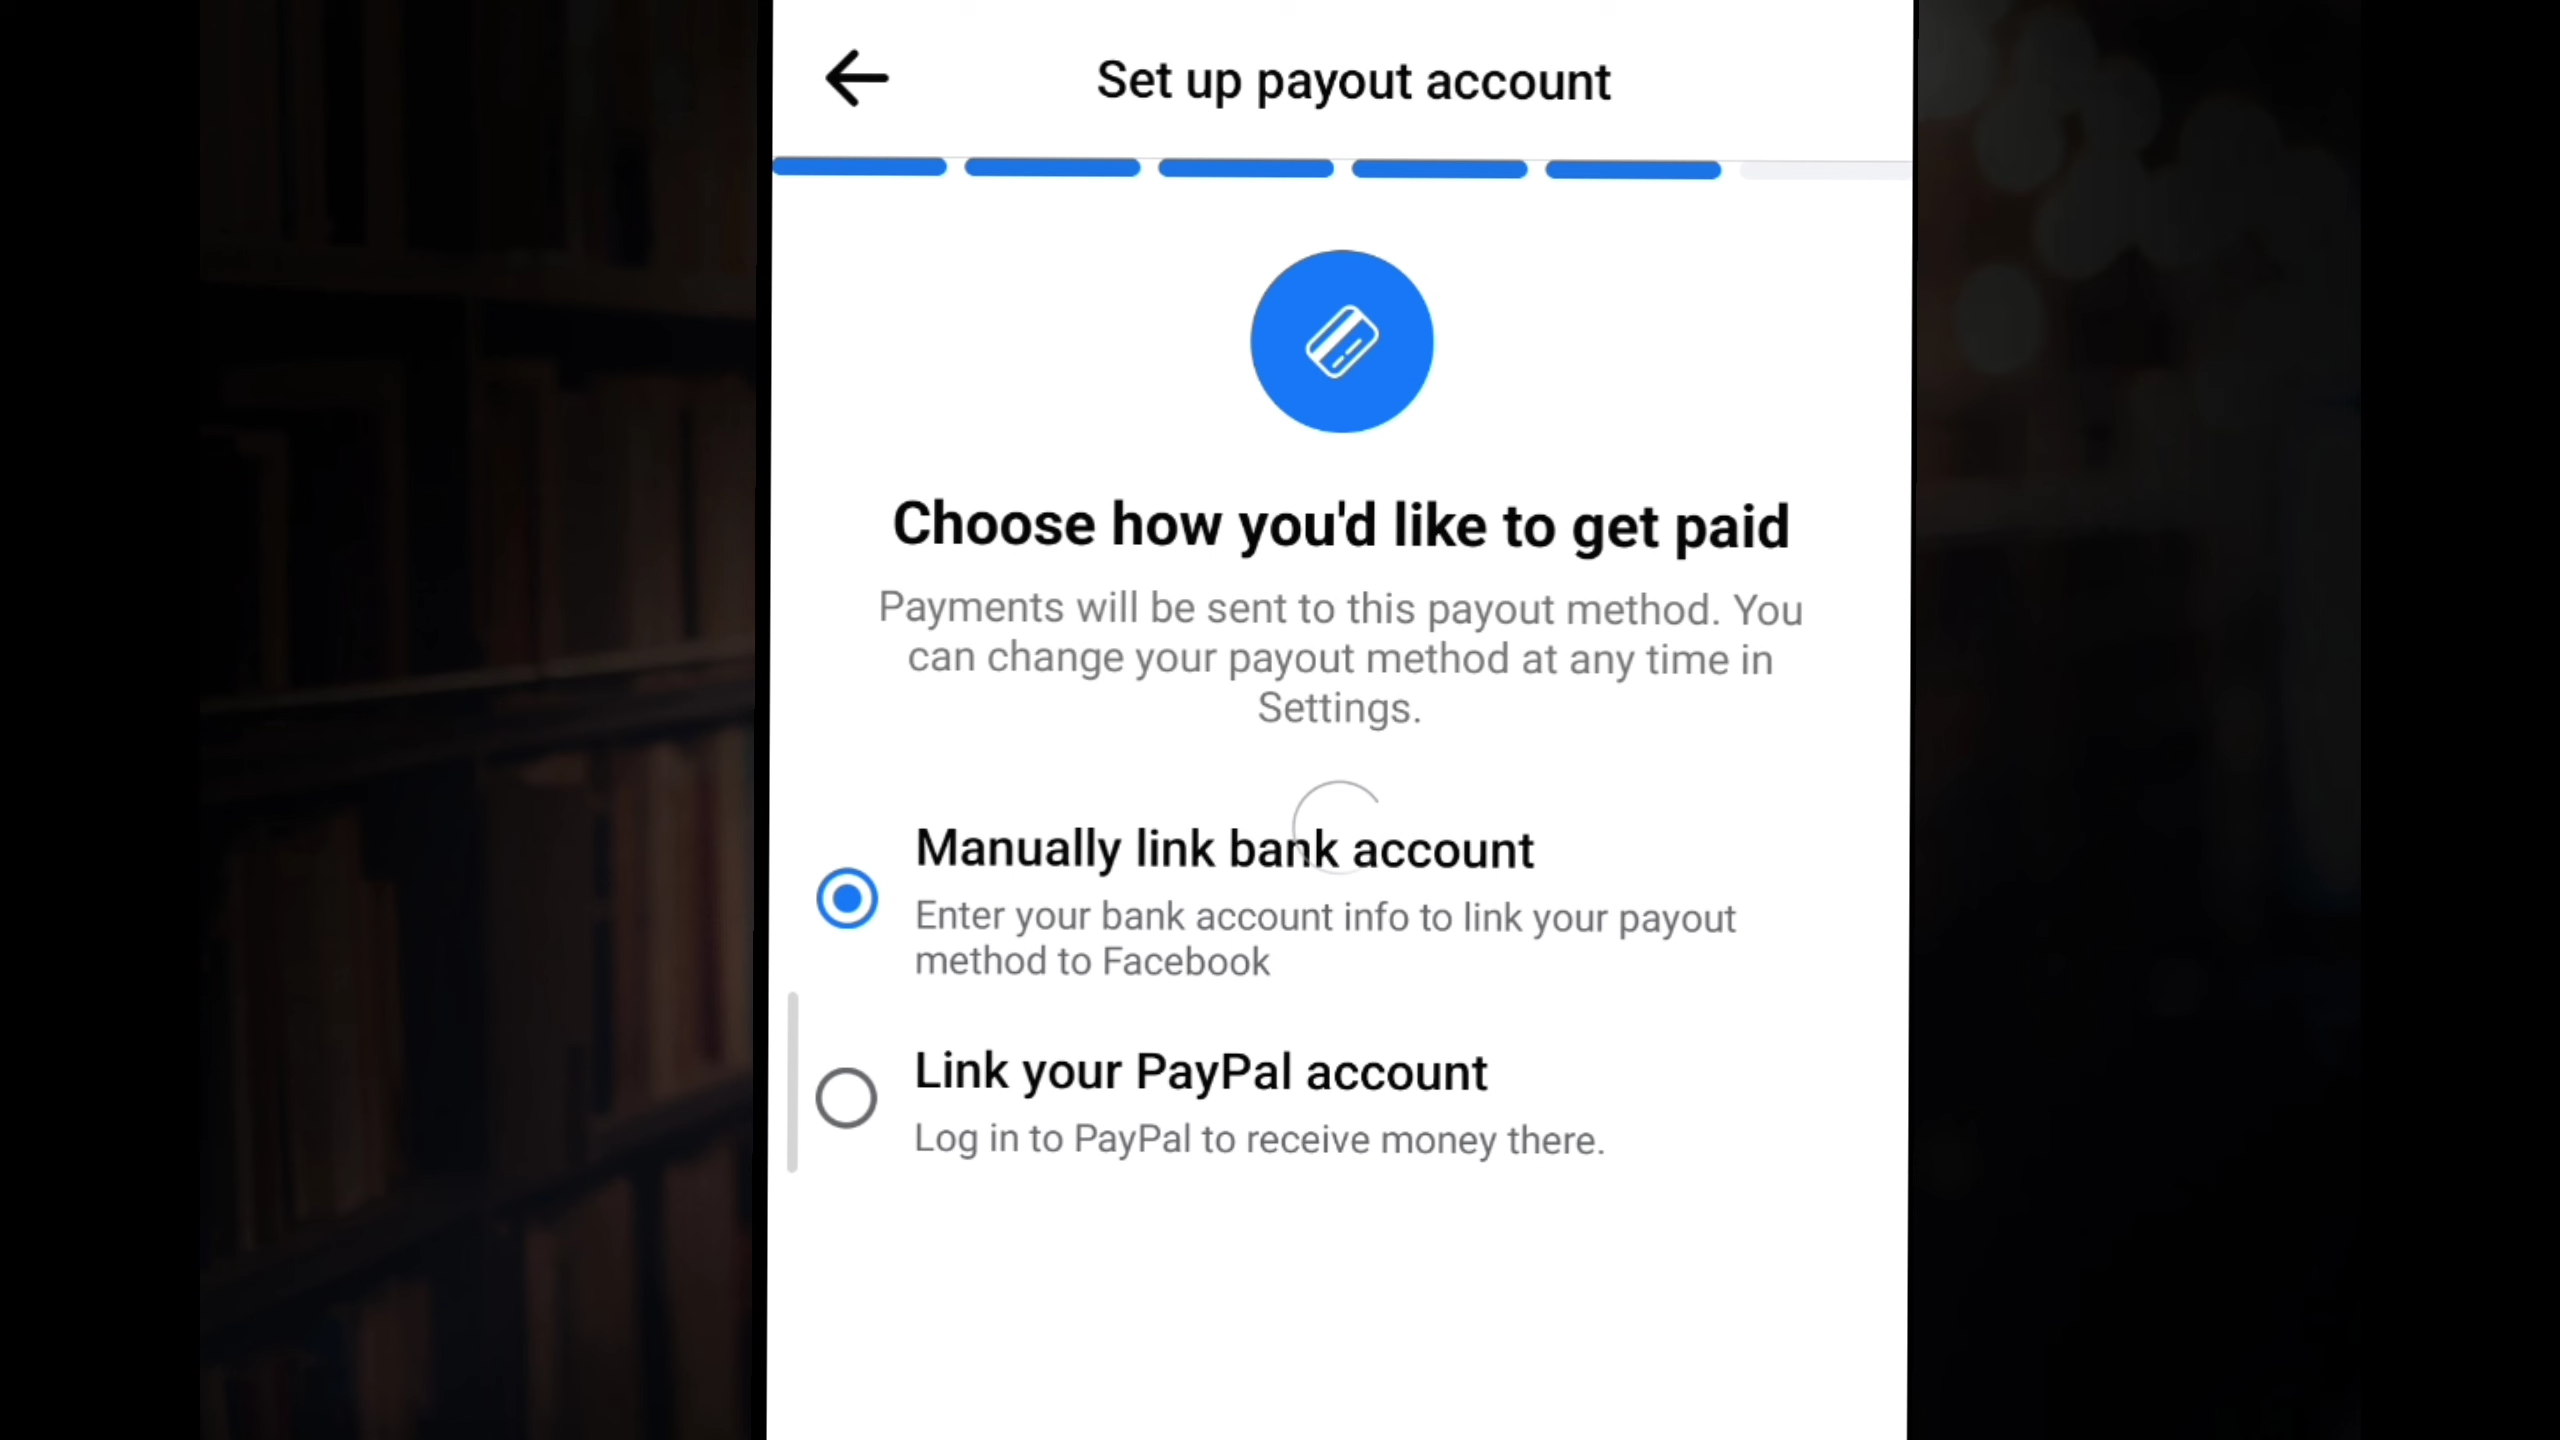 Set up payout account
Choose how you'd like to get paid
Payments will be sent to this payout method. You
can change your payout method at any time in
Settings.
Manually link bank account
Enter your bank account info to link your payout
method to Facebook
Link your PayPal account
Log in to PayPal to receive money there.